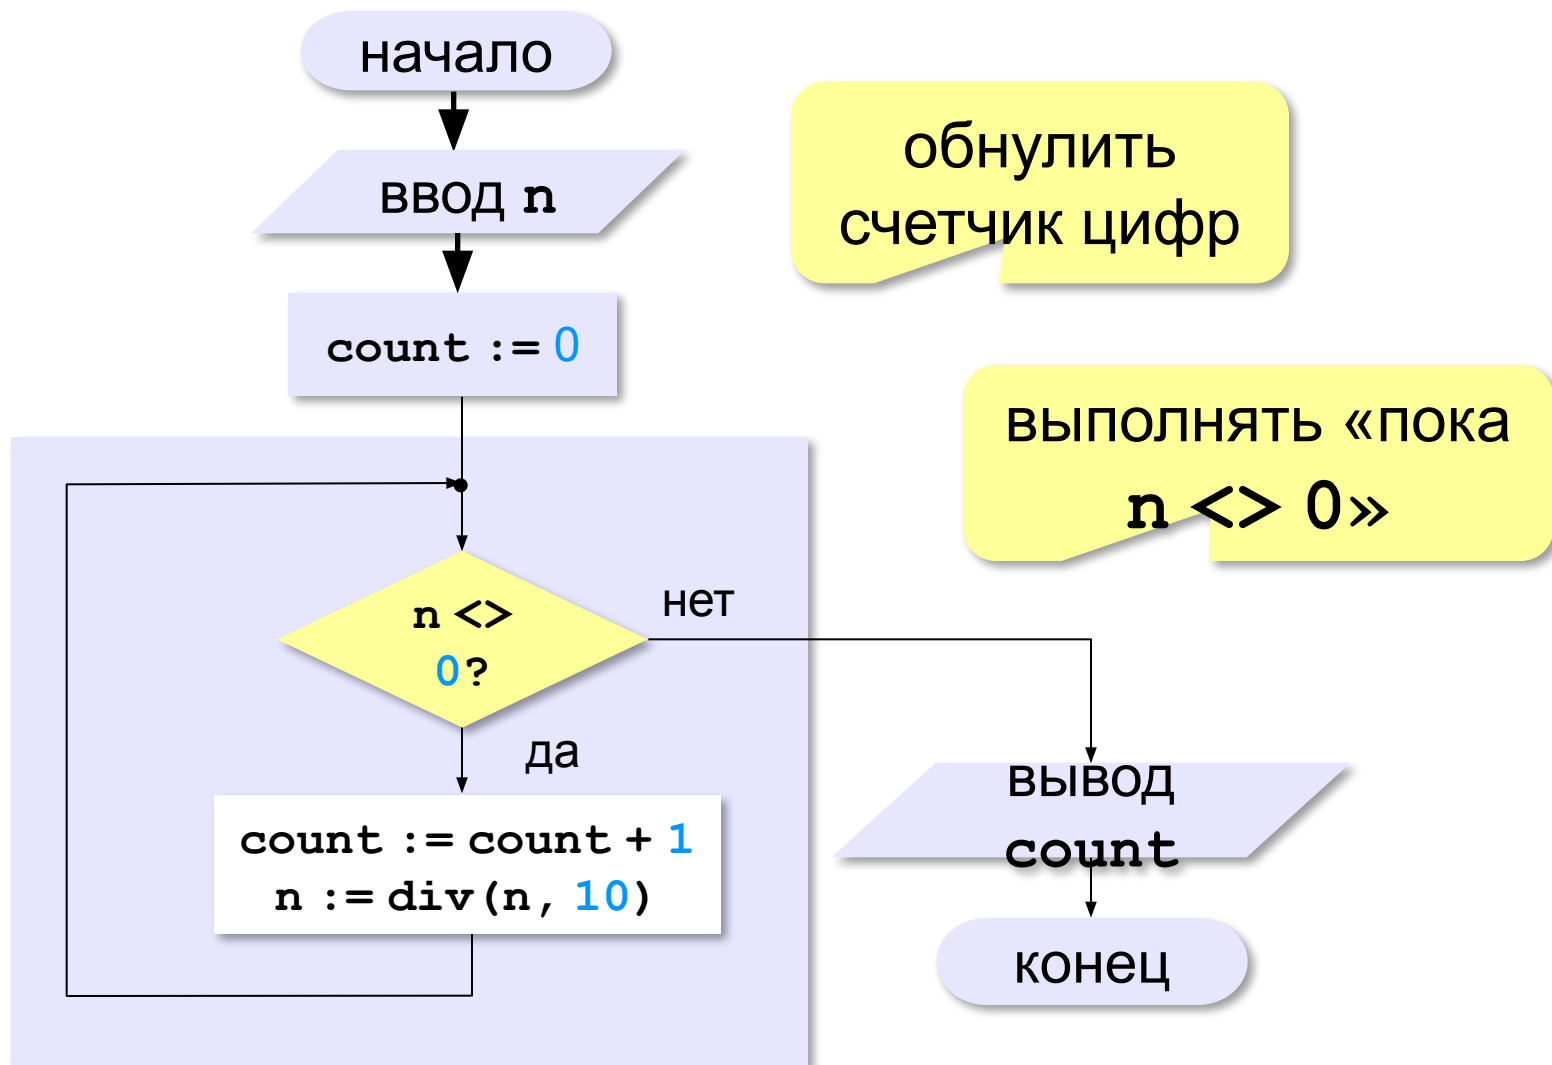 начало
ввод n
обнулить
счетчик цифр
count := 0
выполнять «пока
n <> 0»
n <>
0?
нет
да
count := count + 1
n := div(n, 10)
вывод
count
конец